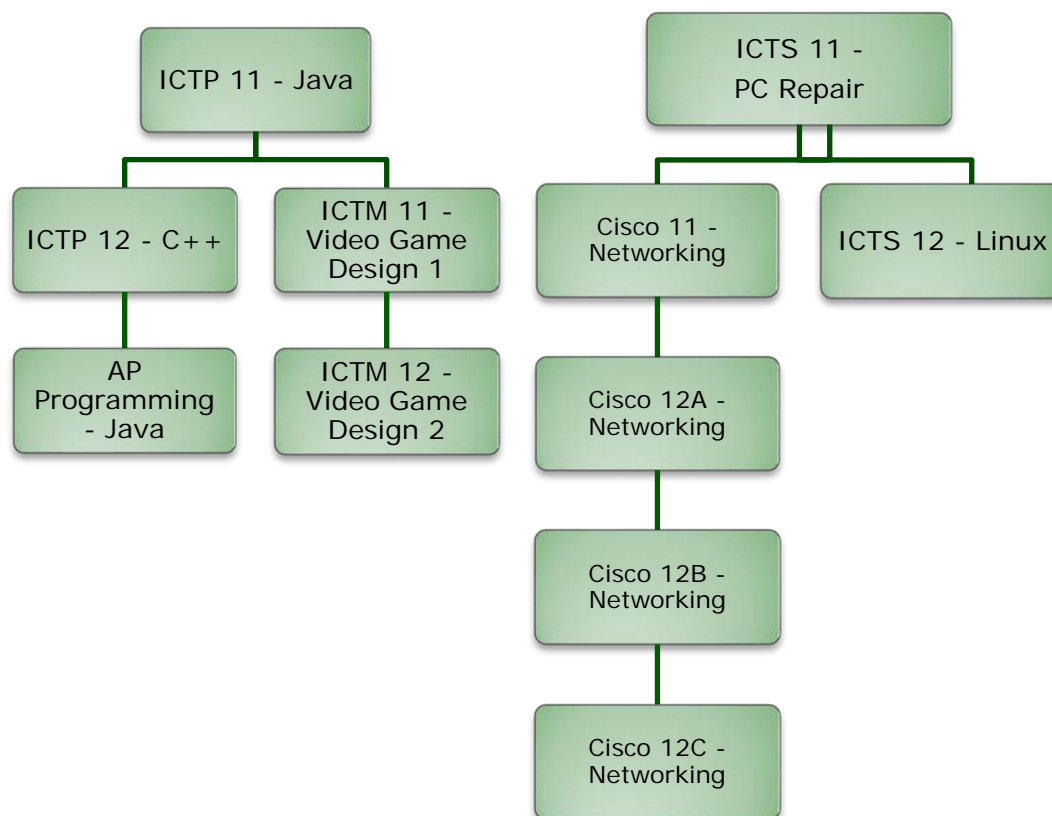 ICTP 11 - Java
ICTS 11 -
PC Repair
ICTP 12 - C++
ICTM 11 -
Video Game
Design 1
Cisco 11 -
Networking
ICTS 12 - Linux
AP
Programming
- Java
ICTM 12 -
Video Game
Design 2
Cisco 12A -
Networking
Cisco 12B -
Networking
Cisco 12C -
Networking